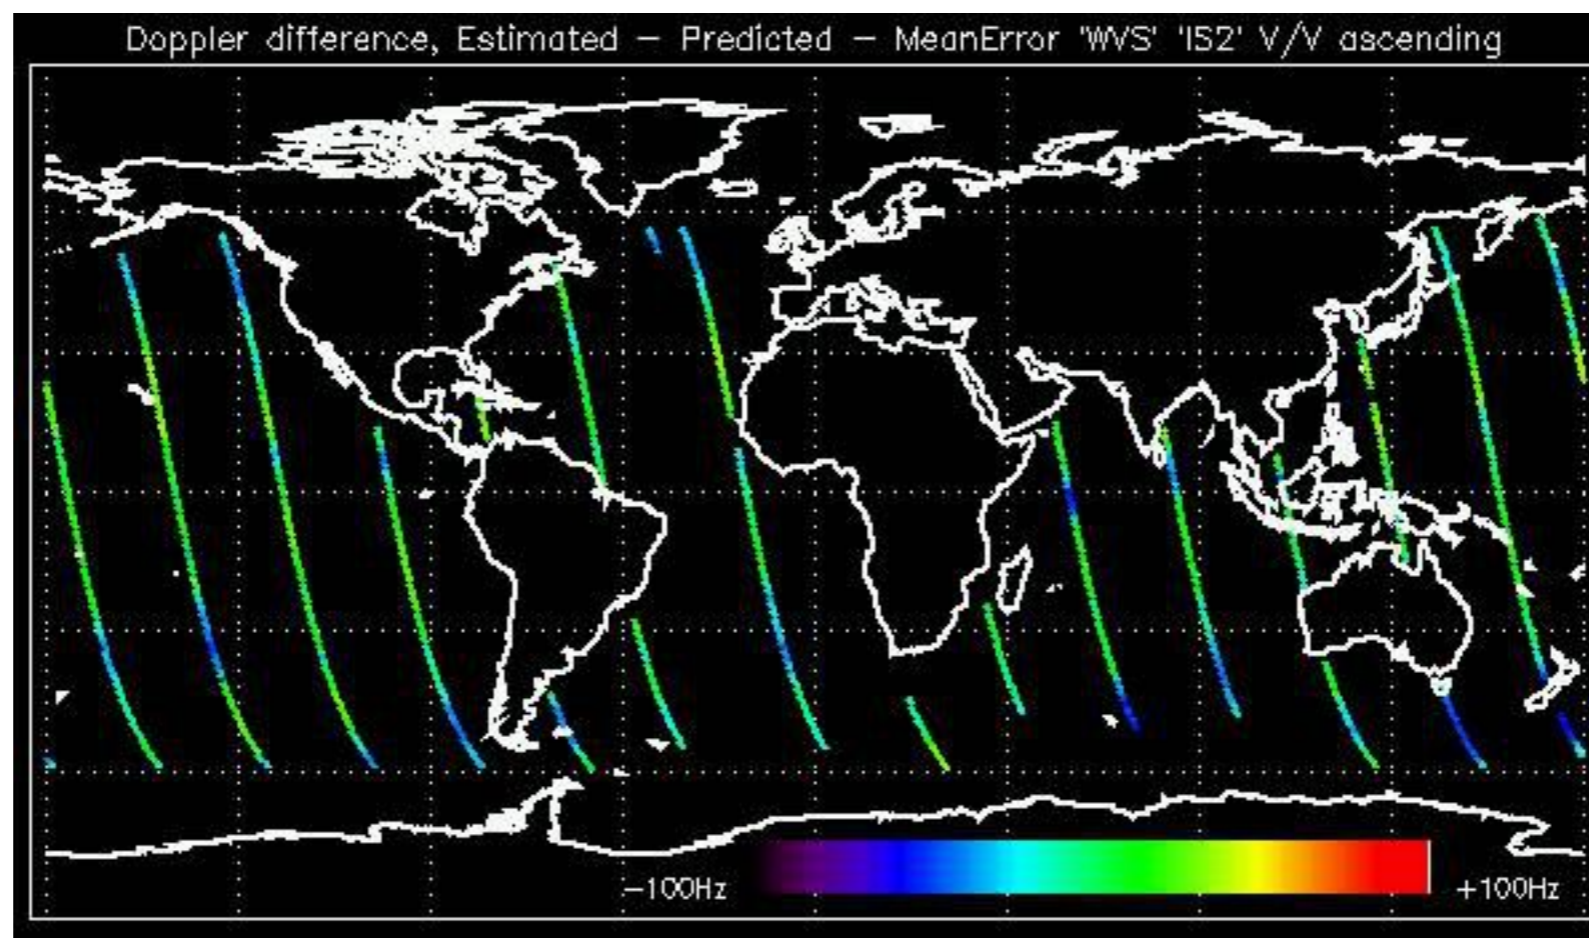 Doppler difference, Estimated – Predicted – MeanError 'WVS' 'IS2' V/V ascending
–100Hz +100Hz